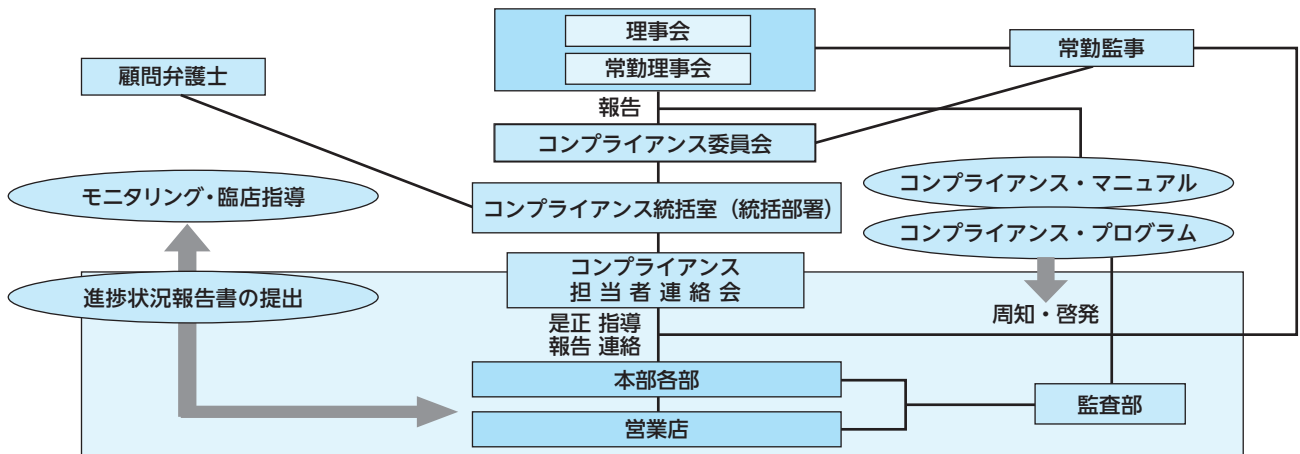 理事会
常勤理事会
常勤監事
顧問弁護士
報告
コンプライアンス委員会
モニタリング・臨店指導
コンプライアンス統括室（統括部署）
コンプライアンス・マニュアル
コンプライアンス・プログラム
コンプライアンス
担当者連絡会
進捗状況報告書の提出
周知・啓発
是正 指導
報告 連絡
本部各部
監査部
営業店